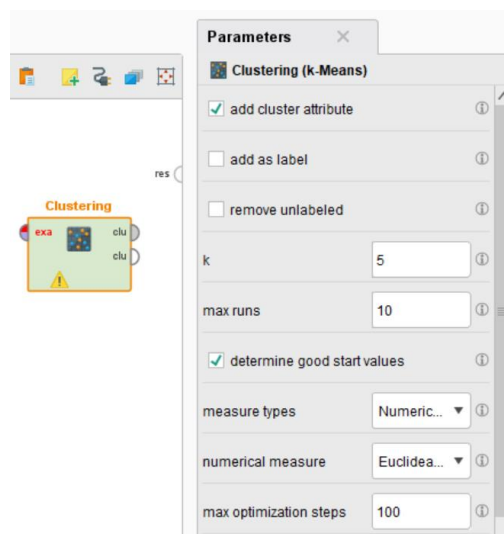 Parameters
Clustering (k-Means)
add cluster attribute
add as label
remove unlabeled
k 5
max runs 10
determine good start values
measure types Numeric...
numerical measure Euclidea...
max optimization steps 100
res
Clustering
exa clu
clu